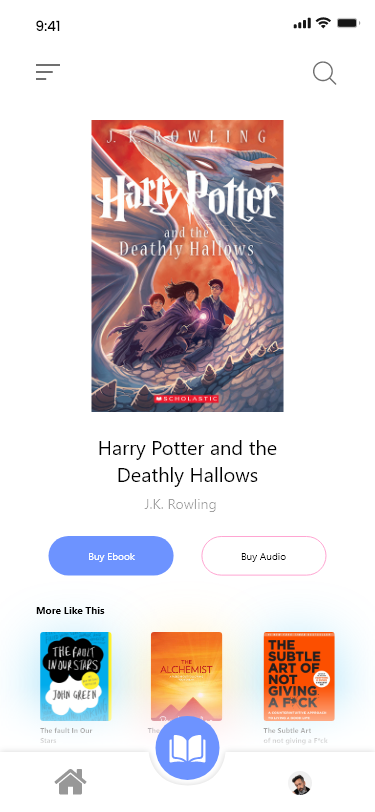 9:41
J. K. ROWLING
Harry Potter
and the
Deathly Hallows
SCHOLASTIC
Harry Potter and the
Deathly Hallows
J.K. Rowling
Buy Ebook
Buy Audio
More Like This
THE FAULT
IN OUR STARS
JOHN GREEN
THE
ALCHEMIST
THE
SUBTLE
ART OF
NOT
GIVING
A F*CK
The fault In Our
Stars
The
The Subtle Art
of not giving a F*ck